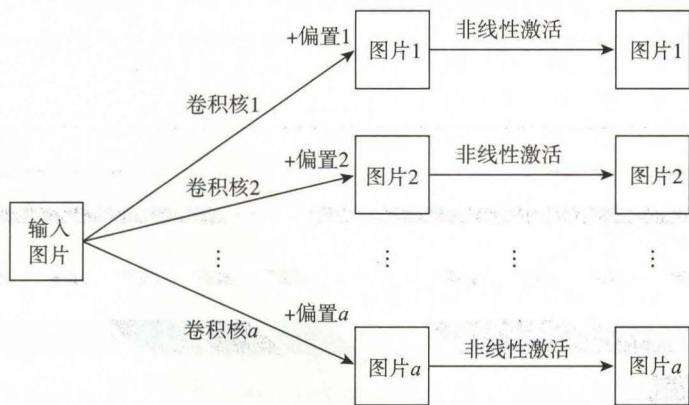 +偏置1
图片1
非线性激活
图片1
卷积核1
+偏置2
图片2
非线性激活
图片2
卷积核2
输入
图片
⋮ ⋮ ⋮ ⋮
+偏置a
卷积核a
图片a
非线性激活
图片a